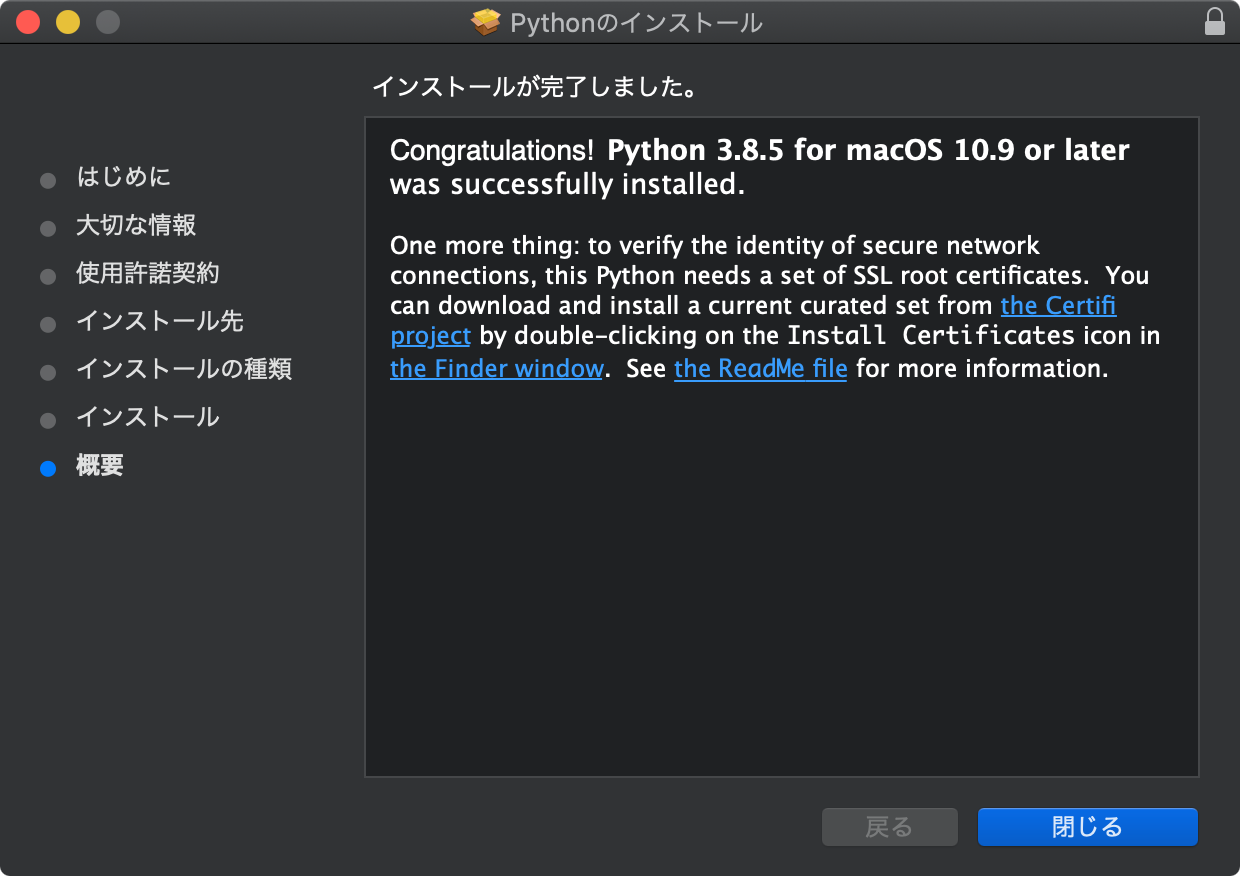 Pythonのインストール
インストールが完了しました。
はじめに
大切な情報
使用許諾契約
インストール先
インストールの種類
インストール
概要
Congratulations! Python 3.8.5 for macOS 10.9 or later
was successfully installed.
One more thing: to verify the identity of secure network
connections, this Python needs a set of SSL root certificates.  You
can download and install a current curated set from the Certifi
project by double-clicking on the Install Certificates icon in
the Finder window.  See the ReadMe file for more information.
戻る
閉じる